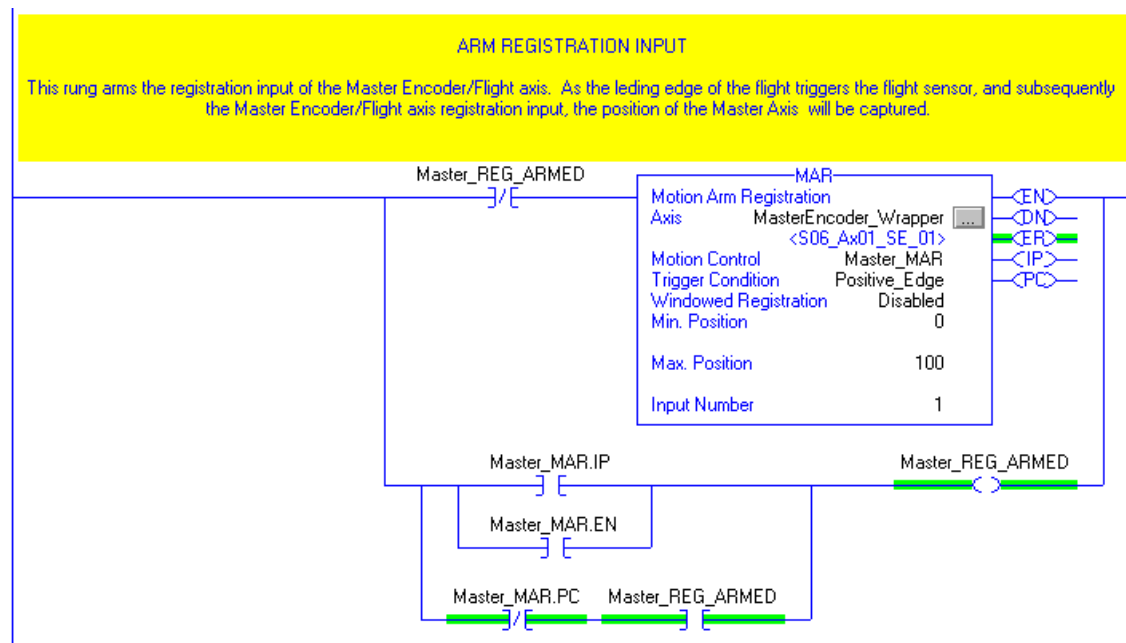 ARM REGISTRATION INPUT
This rung arms the registration input of the Master Encoder/Flight axis.  As the leding edge of the flight triggers the flight sensor, and subsequently
the Master Encoder/Flight axis registration input, the position of the Master Axis  will be captured.
Master_REG_ARMED
MAR
Motion Arm Registration
Axis MasterEncoder_Wrapper ...
<S06_Ax01_SE_01>
Motion Control Master_MAR
Trigger Condition Positive_Edge
Windowed Registration Disabled
Min. Position 0
Max. Position 100
Input Number 1
EN
DN
ER
IP
PC
Master_MAR.IP
Master_REG_ARMED
Master_MAR.EN
Master_MAR.PC Master_REG_ARMED